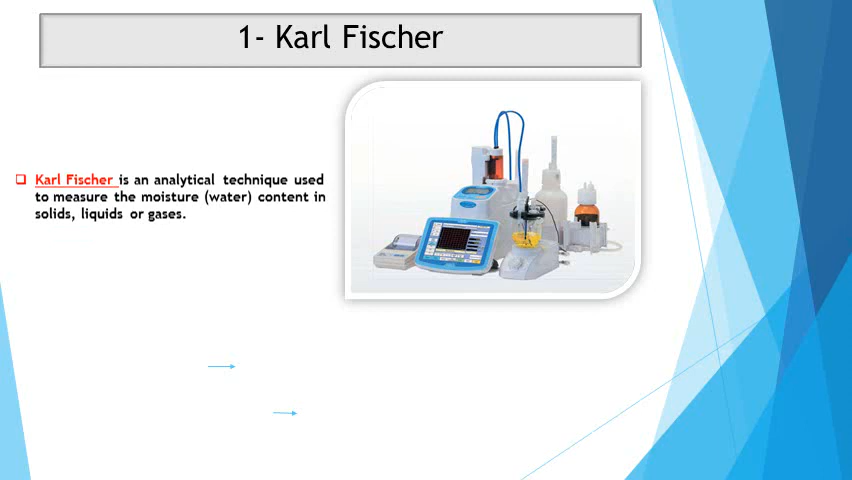 1- Karl Fischer
Karl Fischer is an analytical technique used
to measure the moisture (water) content in
solids, liquids or gases.